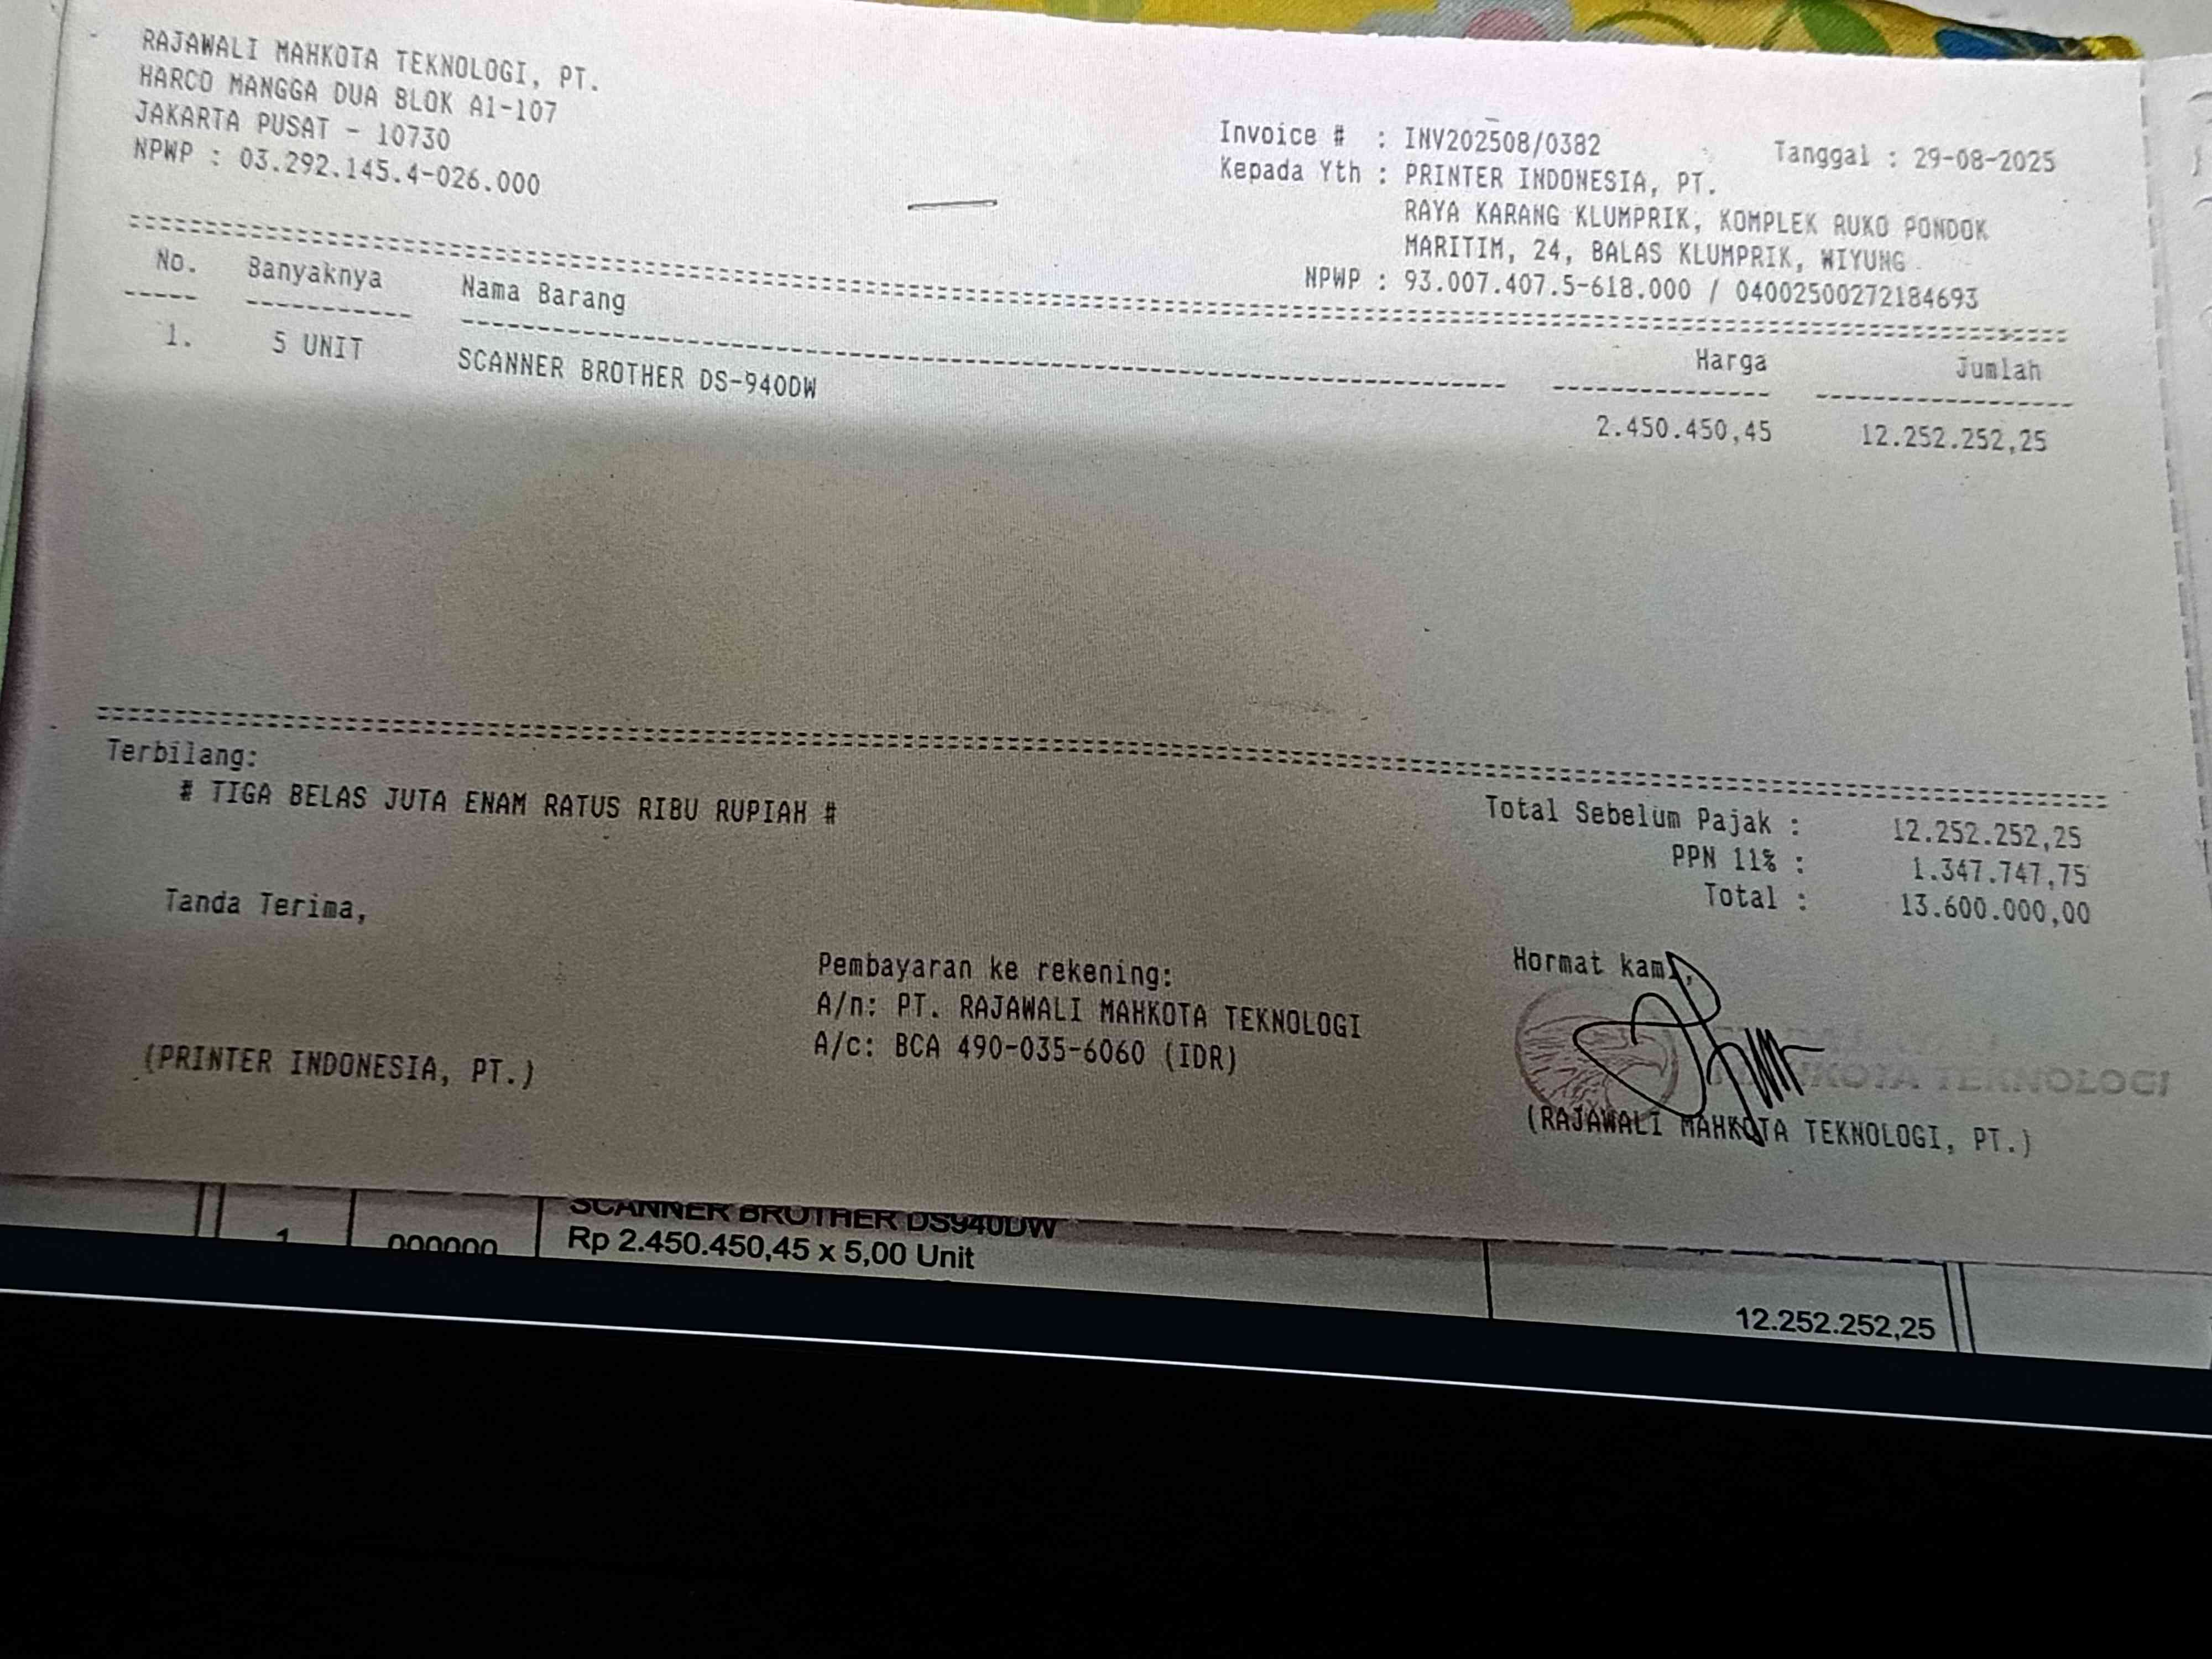 RAJAWALI MAHKOTA TEKNOLOGI, PT.
HARCO MANGGA DUA BLOK A1-107
JAKARTA PUSAT - 10730
NPWP : 03.292.145.4-026.000
Invoice # : INV202508/0382 Tanggal : 29-08-2025
Kepada Yth : PRINTER INDONESIA, PT.
RAYA KARANG KLUMPRIK, KOMPLEK RUKO PONDOK
MARITIM, 24, BALAS KLUMPRIK, WIYUNG
NPWP : 93.007.407.5-618.000 / 04002500272184693
No. Banyaknya Nama Barang Harga Jumlah
1. 5 UNIT SCANNER BROTHER DS-940DW 2.450.450,45 12.252.252,25
Terbilang:
# TIGA BELAS JUTA ENAM RATUS RIBU RUPIAH #
Total Sebelum Pajak : 12.252.252,25
PPN 11% : 1.347.747,75
Total : 13.600.000,00
Tanda Terima,
(PRINTER INDONESIA, PT.)
Pembayaran ke rekening:
A/n: PT. RAJAWALI MAHKOTA TEKNOLOGI
A/c: BCA 490-035-6060 (IDR)
Hormat kami,
TEKNOLOGI
(RAJAWALI MAHKOTA TEKNOLOGI, PT.)
1 000000 SCANNER BROTHER DS940DW
Rp 2.450.450,45 x 5,00 Unit
12.252.252,25